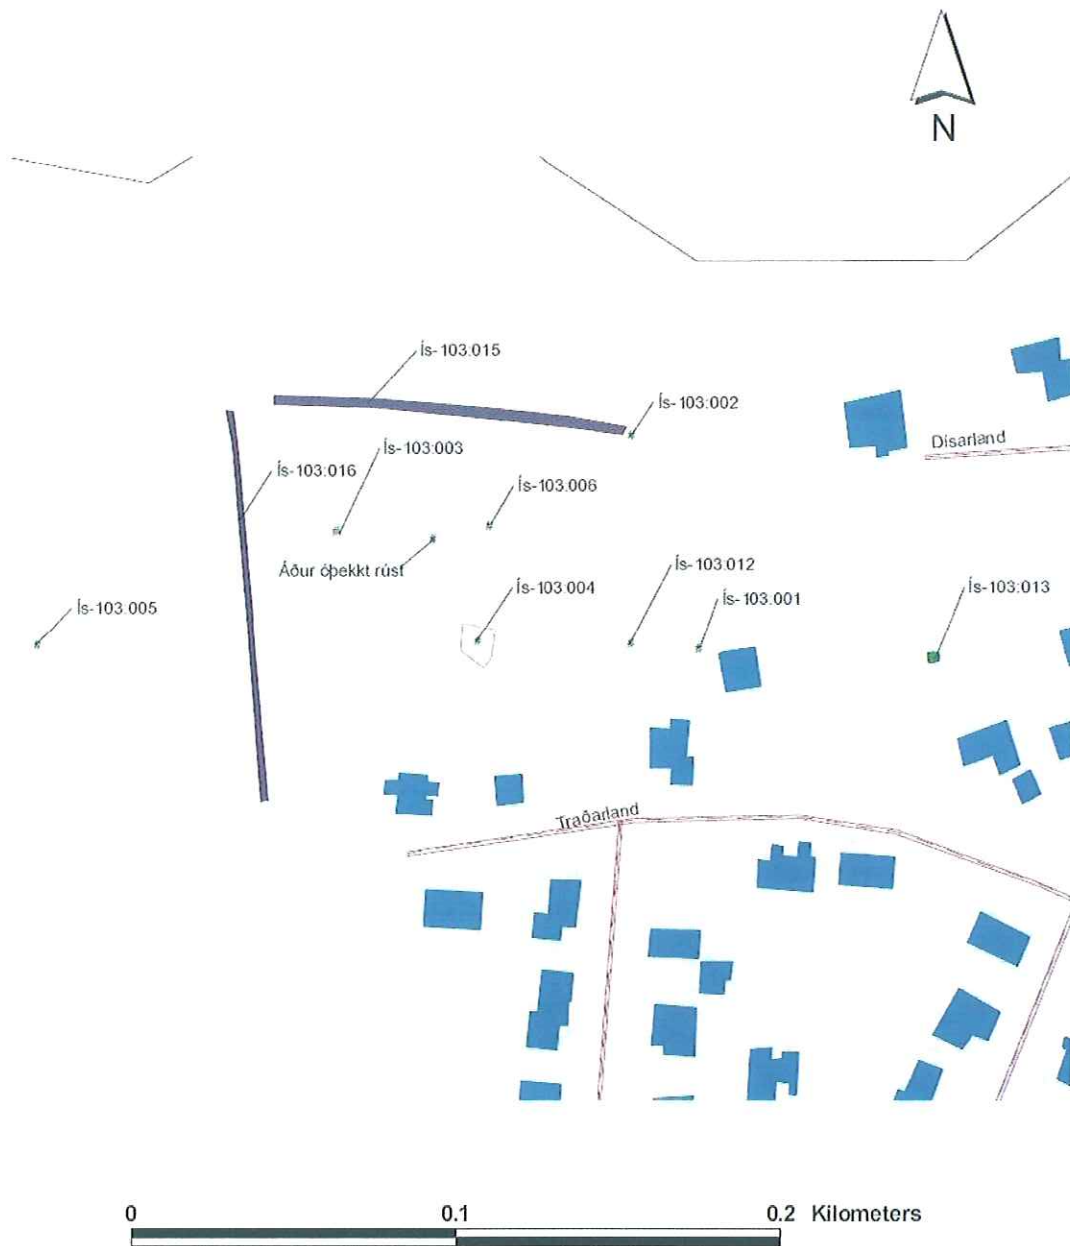 N
Ís-103:015
Ís-103:002
Ís-103:003
Dísarland
Ís-103:016
Ís-103:006
Áður óþekkt rúst
Ís-103:012
Ís-103:004
Ís-103:001
Ís-103:013
Ís-103:005
Traðarland
0 0.1 0.2 Kilometers